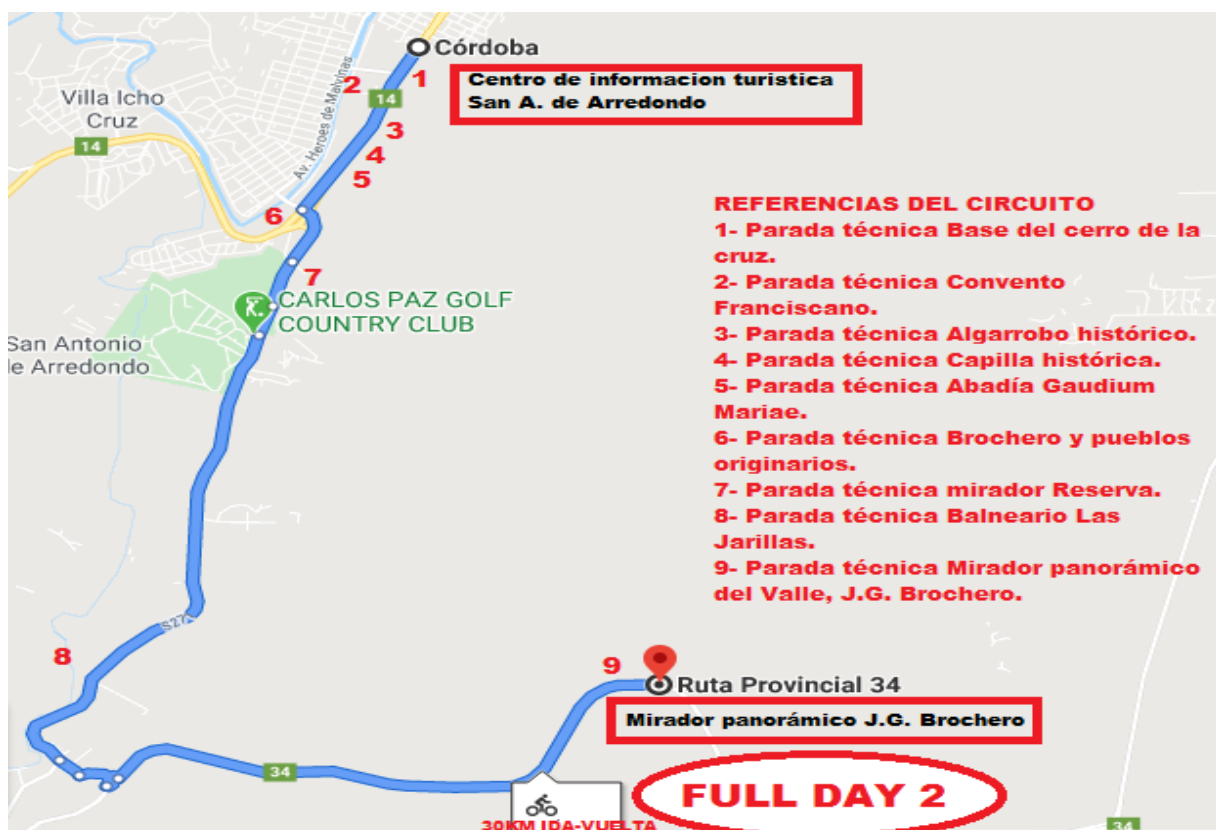 Córdoba
1
Centro de informacion turistica
San A. de Arredondo
2
14
Villa Icho
Cruz
14
Av. Heroes de Malvinas
3
4
5
6
7
CARLOS PAZ GOLF
COUNTRY CLUB
San Antonio
de Arredondo
REFERENCIAS DEL CIRCUITO
1- Parada técnica Base del cerro de la
cruz.
2- Parada técnica Convento
Franciscano.
3- Parada técnica Algarrobo histórico.
4- Parada técnica Capilla histórica.
5- Parada técnica Abadía Gaudium
Mariae.
6- Parada técnica Brochero y pueblos
originarios.
7- Parada técnica mirador Reserva.
8- Parada técnica Balneario Las
Jarillas.
9- Parada técnica Mirador panorámico
del Valle, J.G. Brochero.
S27
8
9
Ruta Provincial 34
Mirador panorámico J.G. Brochero
34
FULL DAY 2
30KM IDA-VUELTA
34